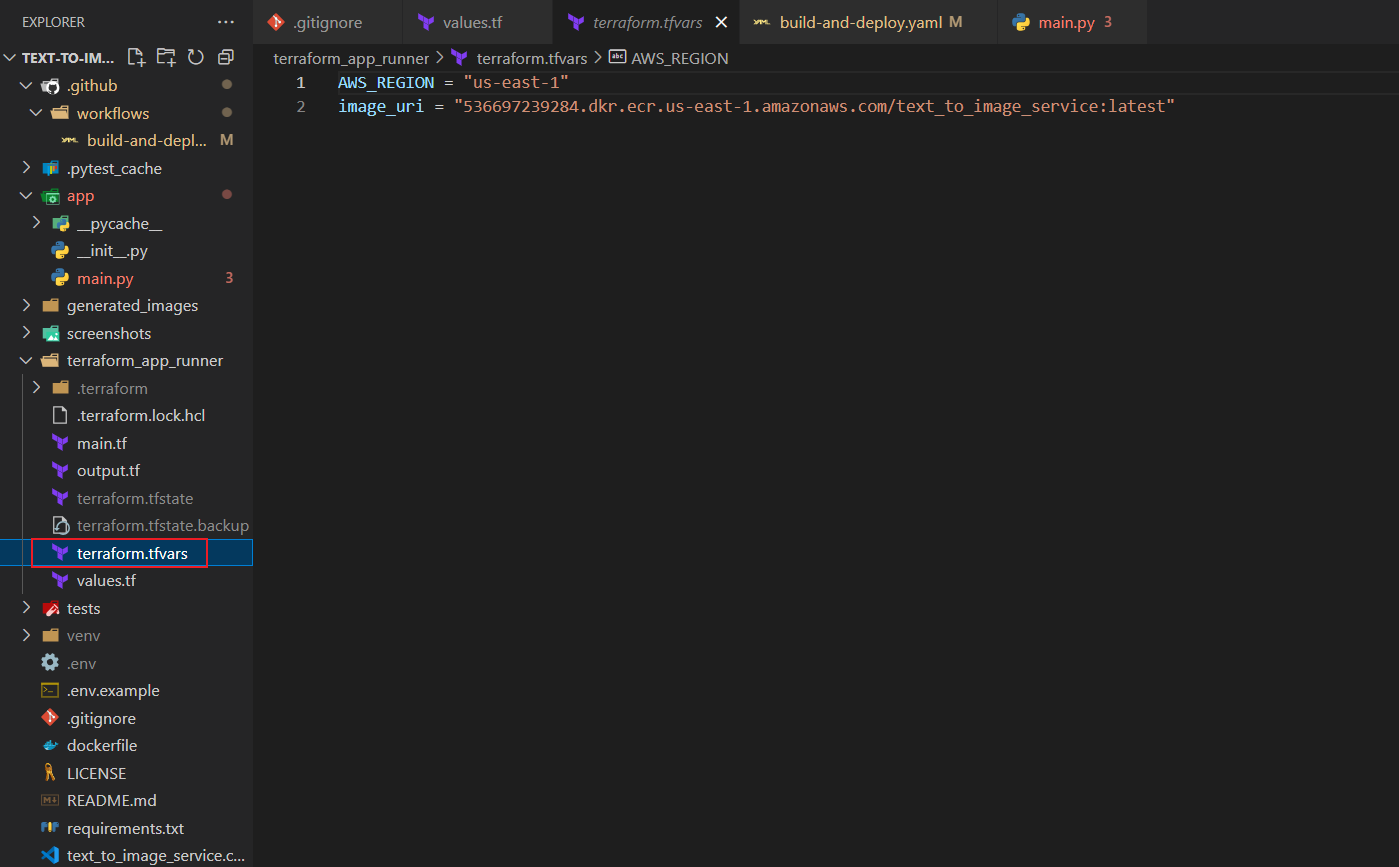 EXPLORER ···
TEXT-TO-IM...
.github
workflows
build-and-depl... M
.pytest_cache
app
__pycache__
__init__.py
main.py 3
generated_images
screenshots
terraform_app_runner
.terraform
.terraform.lock.hcl
main.tf
output.tf
terraform.tfstate
terraform.tfstate.backup
terraform.tfvars
values.tf
tests
venv
.env
.env.example
.gitignore
dockerfile
LICENSE
README.md
requirements.txt
text_to_image_service.c...
.gitignore values.tf terraform.tfvars build-and-deploy.yaml M main.py 3
terraform_app_runner > terraform.tfvars > abc AWS_REGION
1 AWS_REGION = "us-east-1"
2 image_uri = "536697239284.dkr.ecr.us-east-1.amazonaws.com/text_to_image_service:latest"